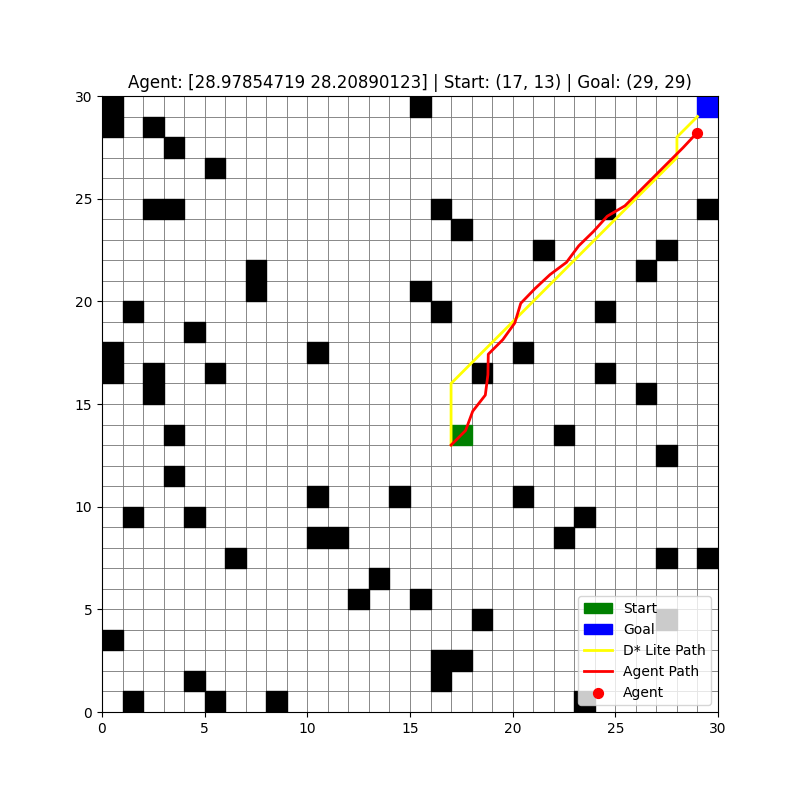 Agent: [28.97854719 28.20890123] | Start: (17, 13) | Goal: (29, 29)
30
25
20
15
10
5
0
0 5 10 15 20 25 30
Start
Goal
D* Lite Path
Agent Path
Agent